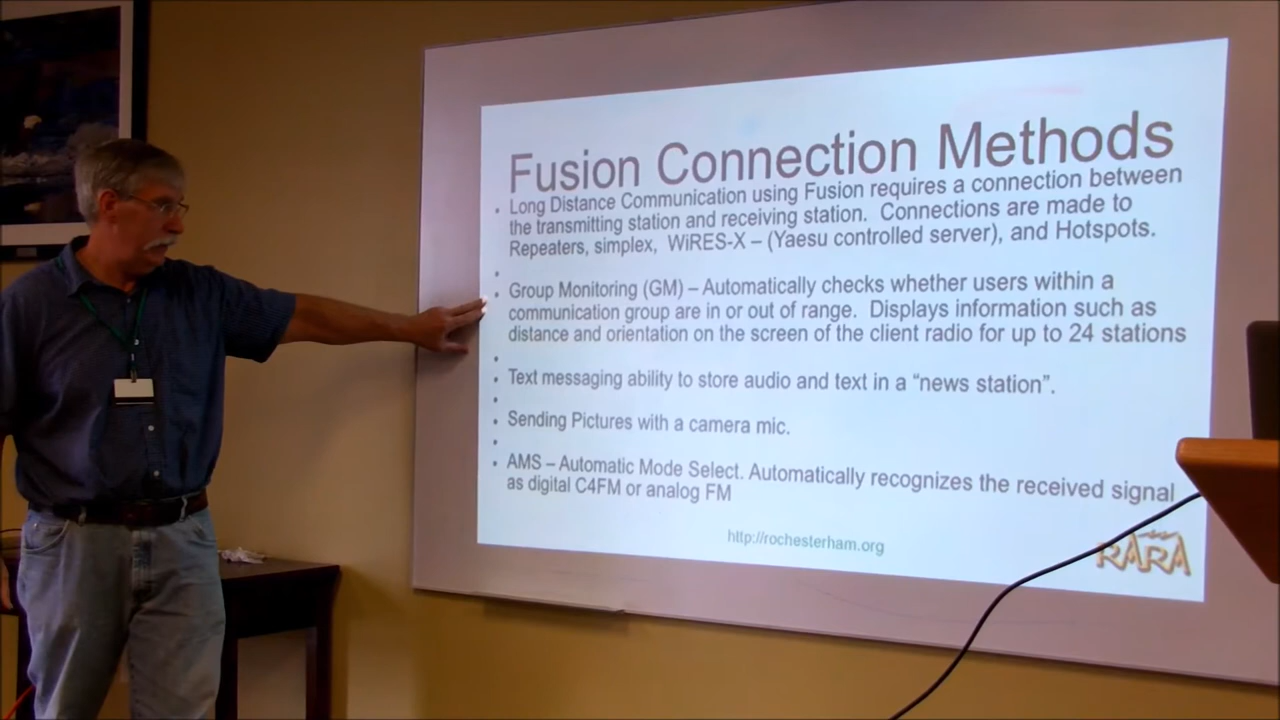 Fusion Connection Methods
• Long Distance Communication using Fusion requires a connection between
the transmitting station and receiving station. Connections are made to
Repeaters, simplex, WiRES-X – (Yaesu controlled server), and Hotspots.
•
• Group Monitoring (GM) – Automatically checks whether users within a
communication group are in or out of range. Displays information such as
distance and orientation on the screen of the client radio for up to 24 stations
•
• Text messaging ability to store audio and text in a “news station”.
•
• Sending Pictures with a camera mic.
•
• AMS – Automatic Mode Select. Automatically recognizes the received signal
as digital C4FM or analog FM
http://rochesterham.org
RARA